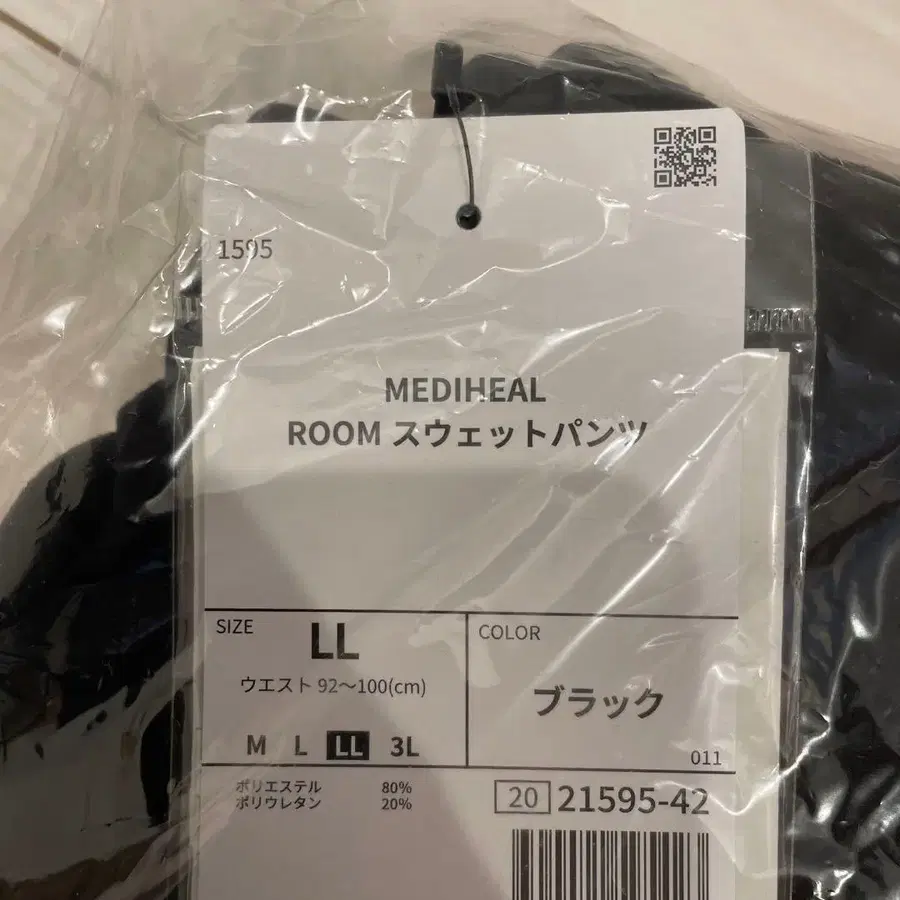 1595
MEDIHEAL
ROOM スウェットパンツ
SIZE
LL
ウエスト 92～100(cm)
M L LL 3L
COLOR
ブラック
011
ポリエステル 80%
ポリウレタン 20%
20 21595-42